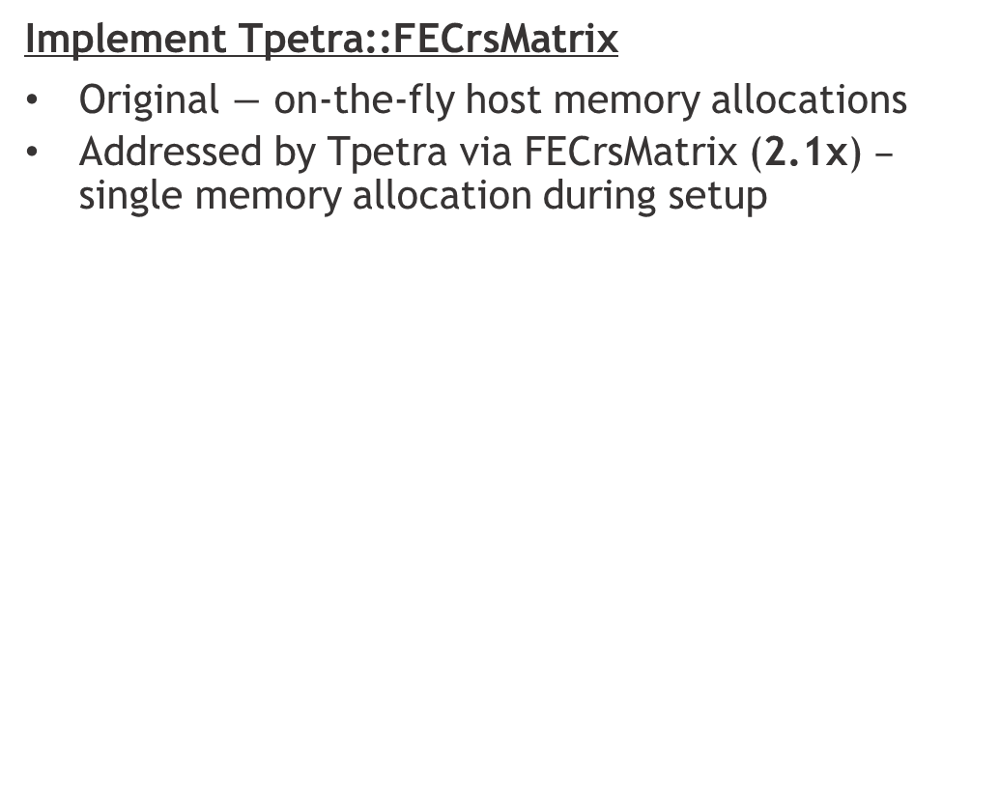 Implement Tpetra::FECrsMatrix
• Original — on-the-fly host memory allocations
• Addressed by Tpetra via FECrsMatrix (2.1x) –
single memory allocation during setup